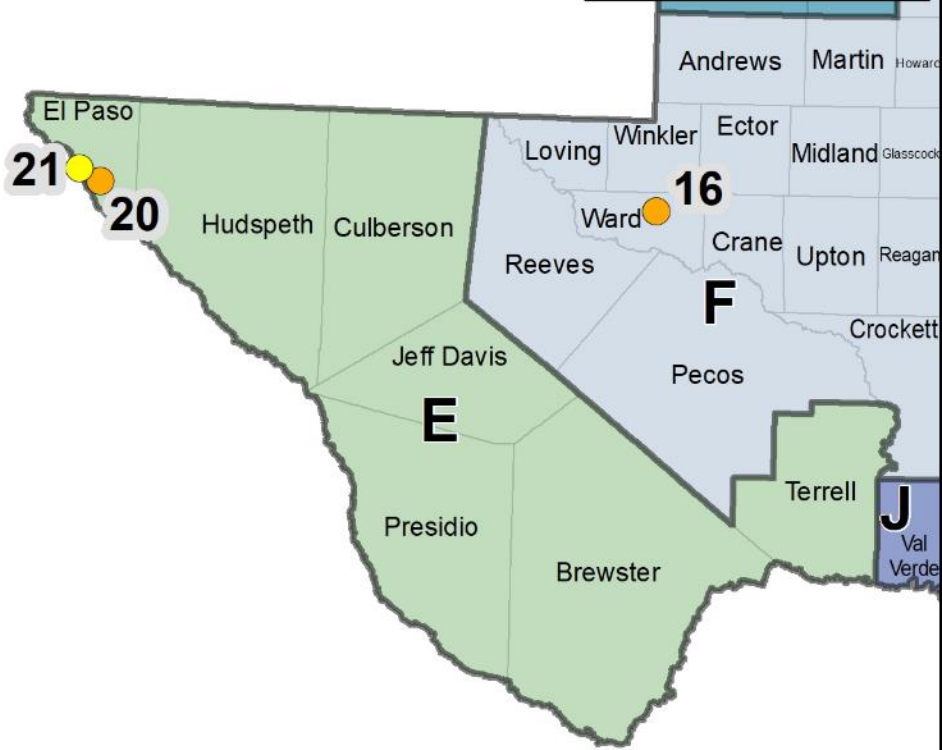 Andrews
Martin
Howard
El Paso
Loving
Winkler
Ector
Midland
Glasscock
21
20
16
Hudspeth
Culberson
Ward
Reeves
Crane
Upton
Reagan
F
Crockett
Jeff Davis
Pecos
E
Terrell
J
Presidio
Val
Verde
Brewster